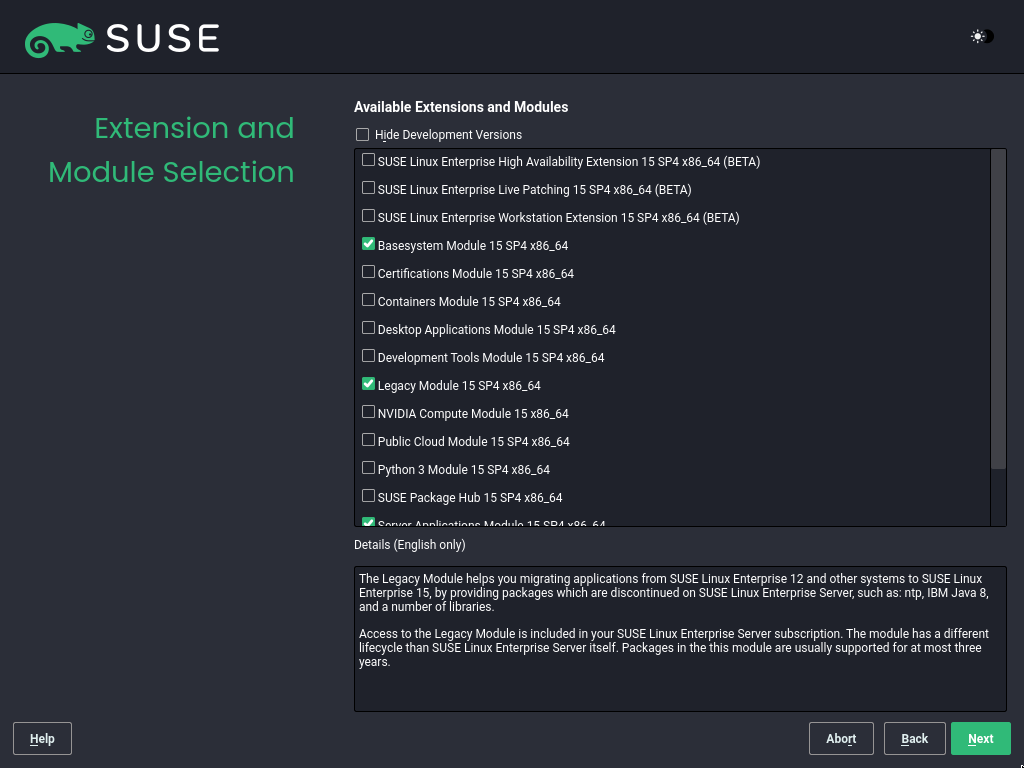 SUSE
Extension and
Module Selection
Available Extensions and Modules
Hide Development Versions
SUSE Linux Enterprise High Availability Extension 15 SP4 x86_64 (BETA)
SUSE Linux Enterprise Live Patching 15 SP4 x86_64 (BETA)
SUSE Linux Enterprise Workstation Extension 15 SP4 x86_64 (BETA)
Basesystem Module 15 SP4 x86_64
Certifications Module 15 SP4 x86_64
Containers Module 15 SP4 x86_64
Desktop Applications Module 15 SP4 x86_64
Development Tools Module 15 SP4 x86_64
Legacy Module 15 SP4 x86_64
NVIDIA Compute Module 15 x86_64
Public Cloud Module 15 SP4 x86_64
Python 3 Module 15 SP4 x86_64
SUSE Package Hub 15 SP4 x86_64
Server Applications Module 15 SP4 x86_64
Details (English only)
The Legacy Module helps you migrating applications from SUSE Linux Enterprise 12 and other systems to SUSE Linux
Enterprise 15, by providing packages which are discontinued on SUSE Linux Enterprise Server, such as: ntp, IBM Java 8,
and a number of libraries.
Access to the Legacy Module is included in your SUSE Linux Enterprise Server subscription. The module has a different
lifecycle than SUSE Linux Enterprise Server itself. Packages in the this module are usually supported for at most three
years.
Help
Abort
Back
Next